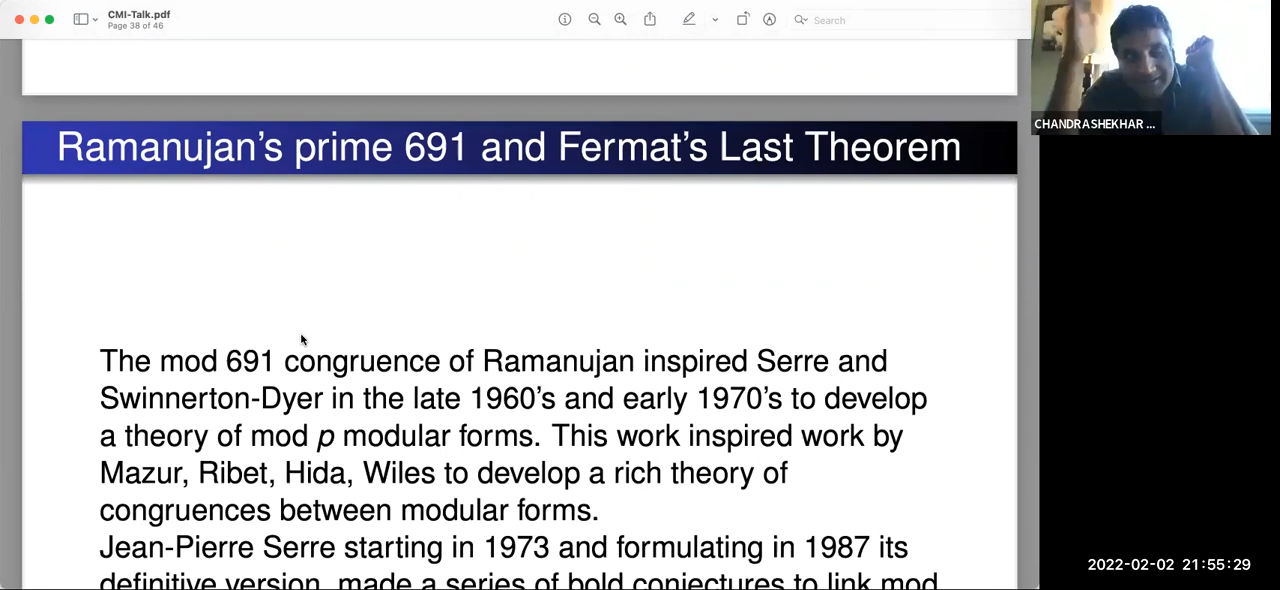 CMI-Talk.pdf
Page 38 of 46
Search
CHANDRASHEKHAR ...
Ramanujan's prime 691 and Fermat's Last Theorem
The mod 691 congruence of Ramanujan inspired Serre and
Swinnerton-Dyer in the late 1960's and early 1970's to develop
a theory of mod p modular forms. This work inspired work by
Mazur, Ribet, Hida, Wiles to develop a rich theory of
congruences between modular forms.
Jean-Pierre Serre starting in 1973 and formulating in 1987 its
definitive version, made a series of bold conjectures to link mod
2022-02-02 21:55:29